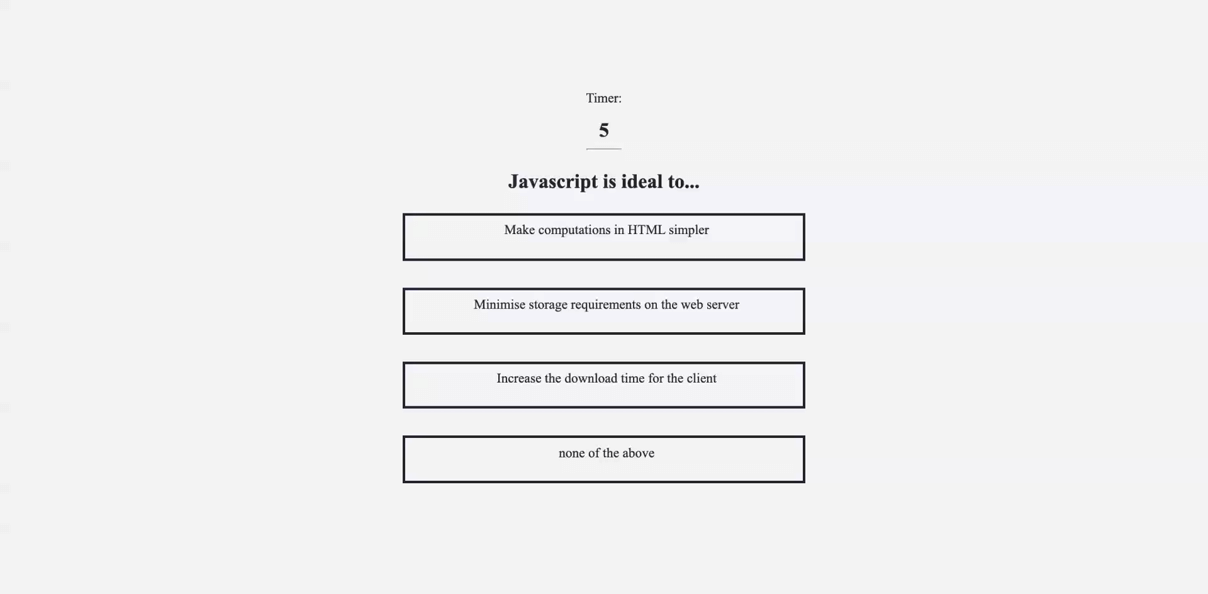 Timer:
5
Javascript is ideal to...
Make computations in HTML simpler
Minimise storage requirements on the web server
Increase the download time for the client
none of the above